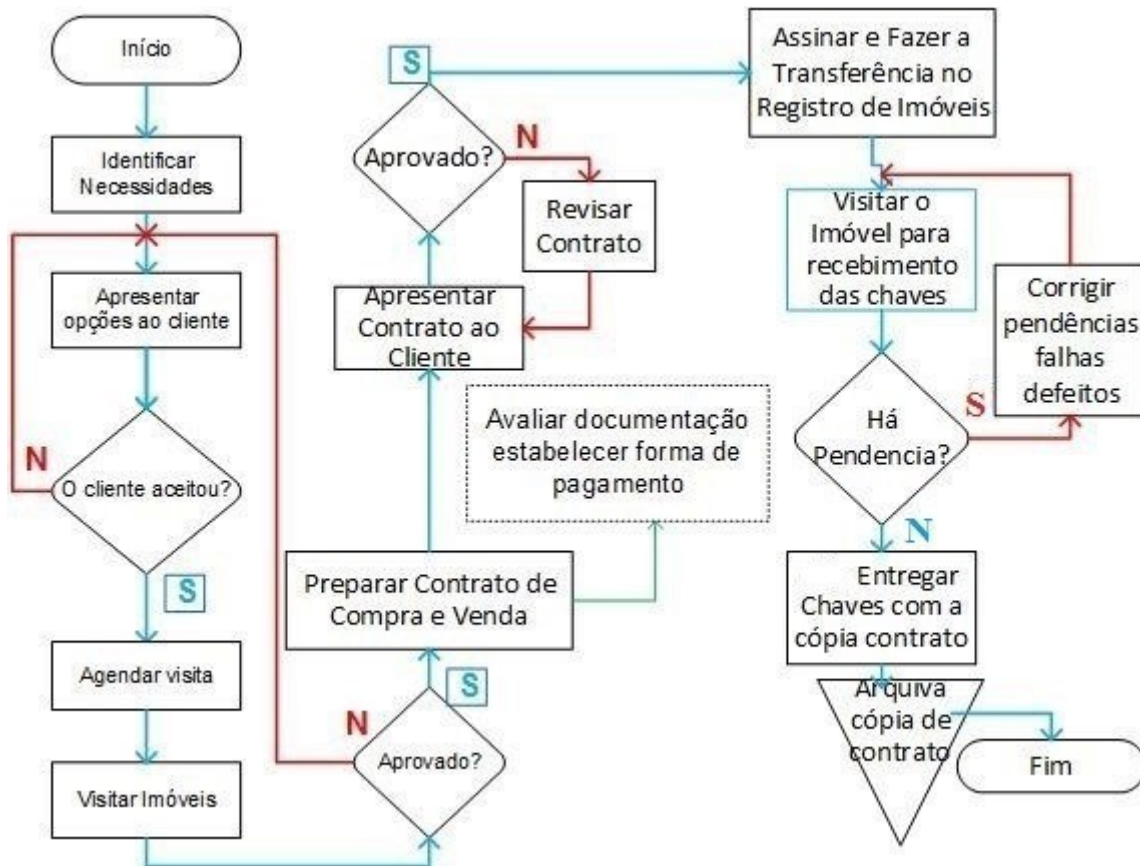 Início
Identificar
Necessidades
Apresentar
opções ao cliente
N
O cliente aceitou?
S
Agendar visita
Visitar Imóveis
N
Aprovado?
S
Preparar Contrato de
Compra e Venda
Avaliar documentação
estabelecer forma de
pagamento
Apresentar
Contrato ao
Cliente
Aprovado?
N
Revisar
Contrato
S
Assinar e Fazer a
Transferência no
Registro de Imóveis
Visitar o
Imóvel para
recebimento
das chaves
Há
Pendencia?
S
Corrigir
pendências
falhas
defeitos
N
Entregar
Chaves com a
cópia contrato
Arquiva
cópia de
contrato
Fim